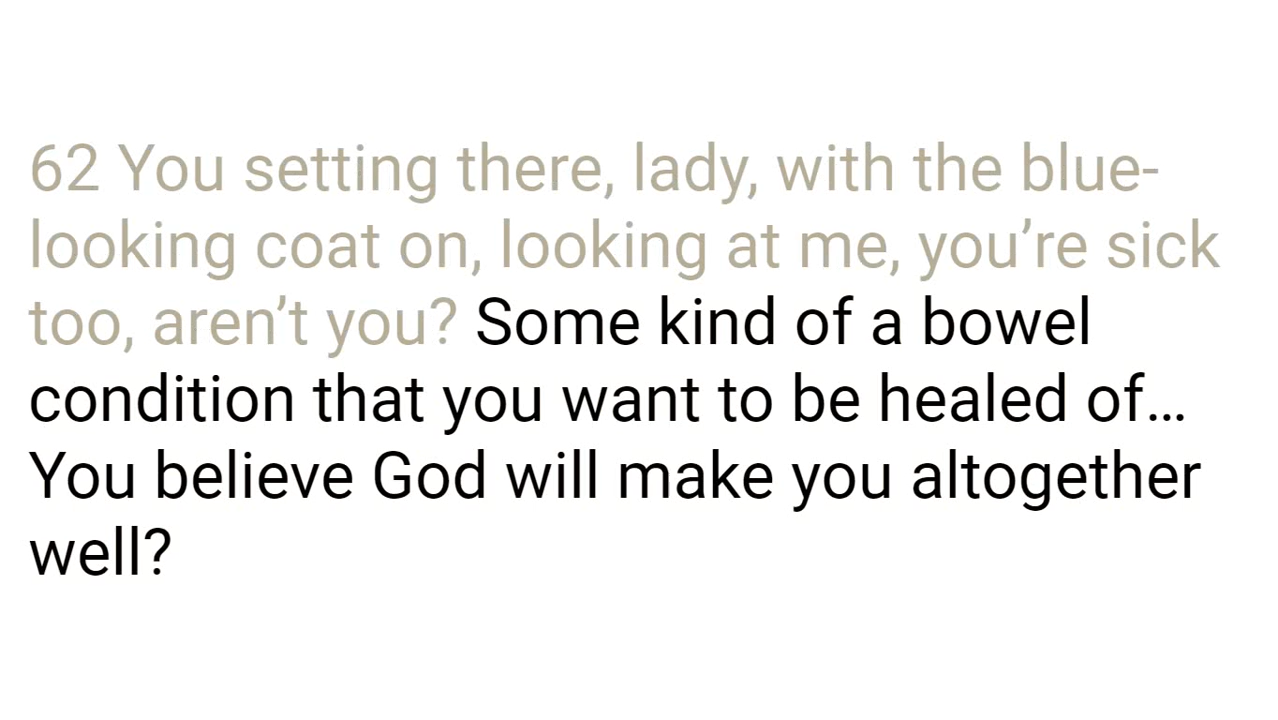 62 You setting there, lady, with the blue-
looking coat on, looking at me, you’re sick
too, aren’t you? Some kind of a bowel
condition that you want to be healed of…
You believe God will make you altogether
well?